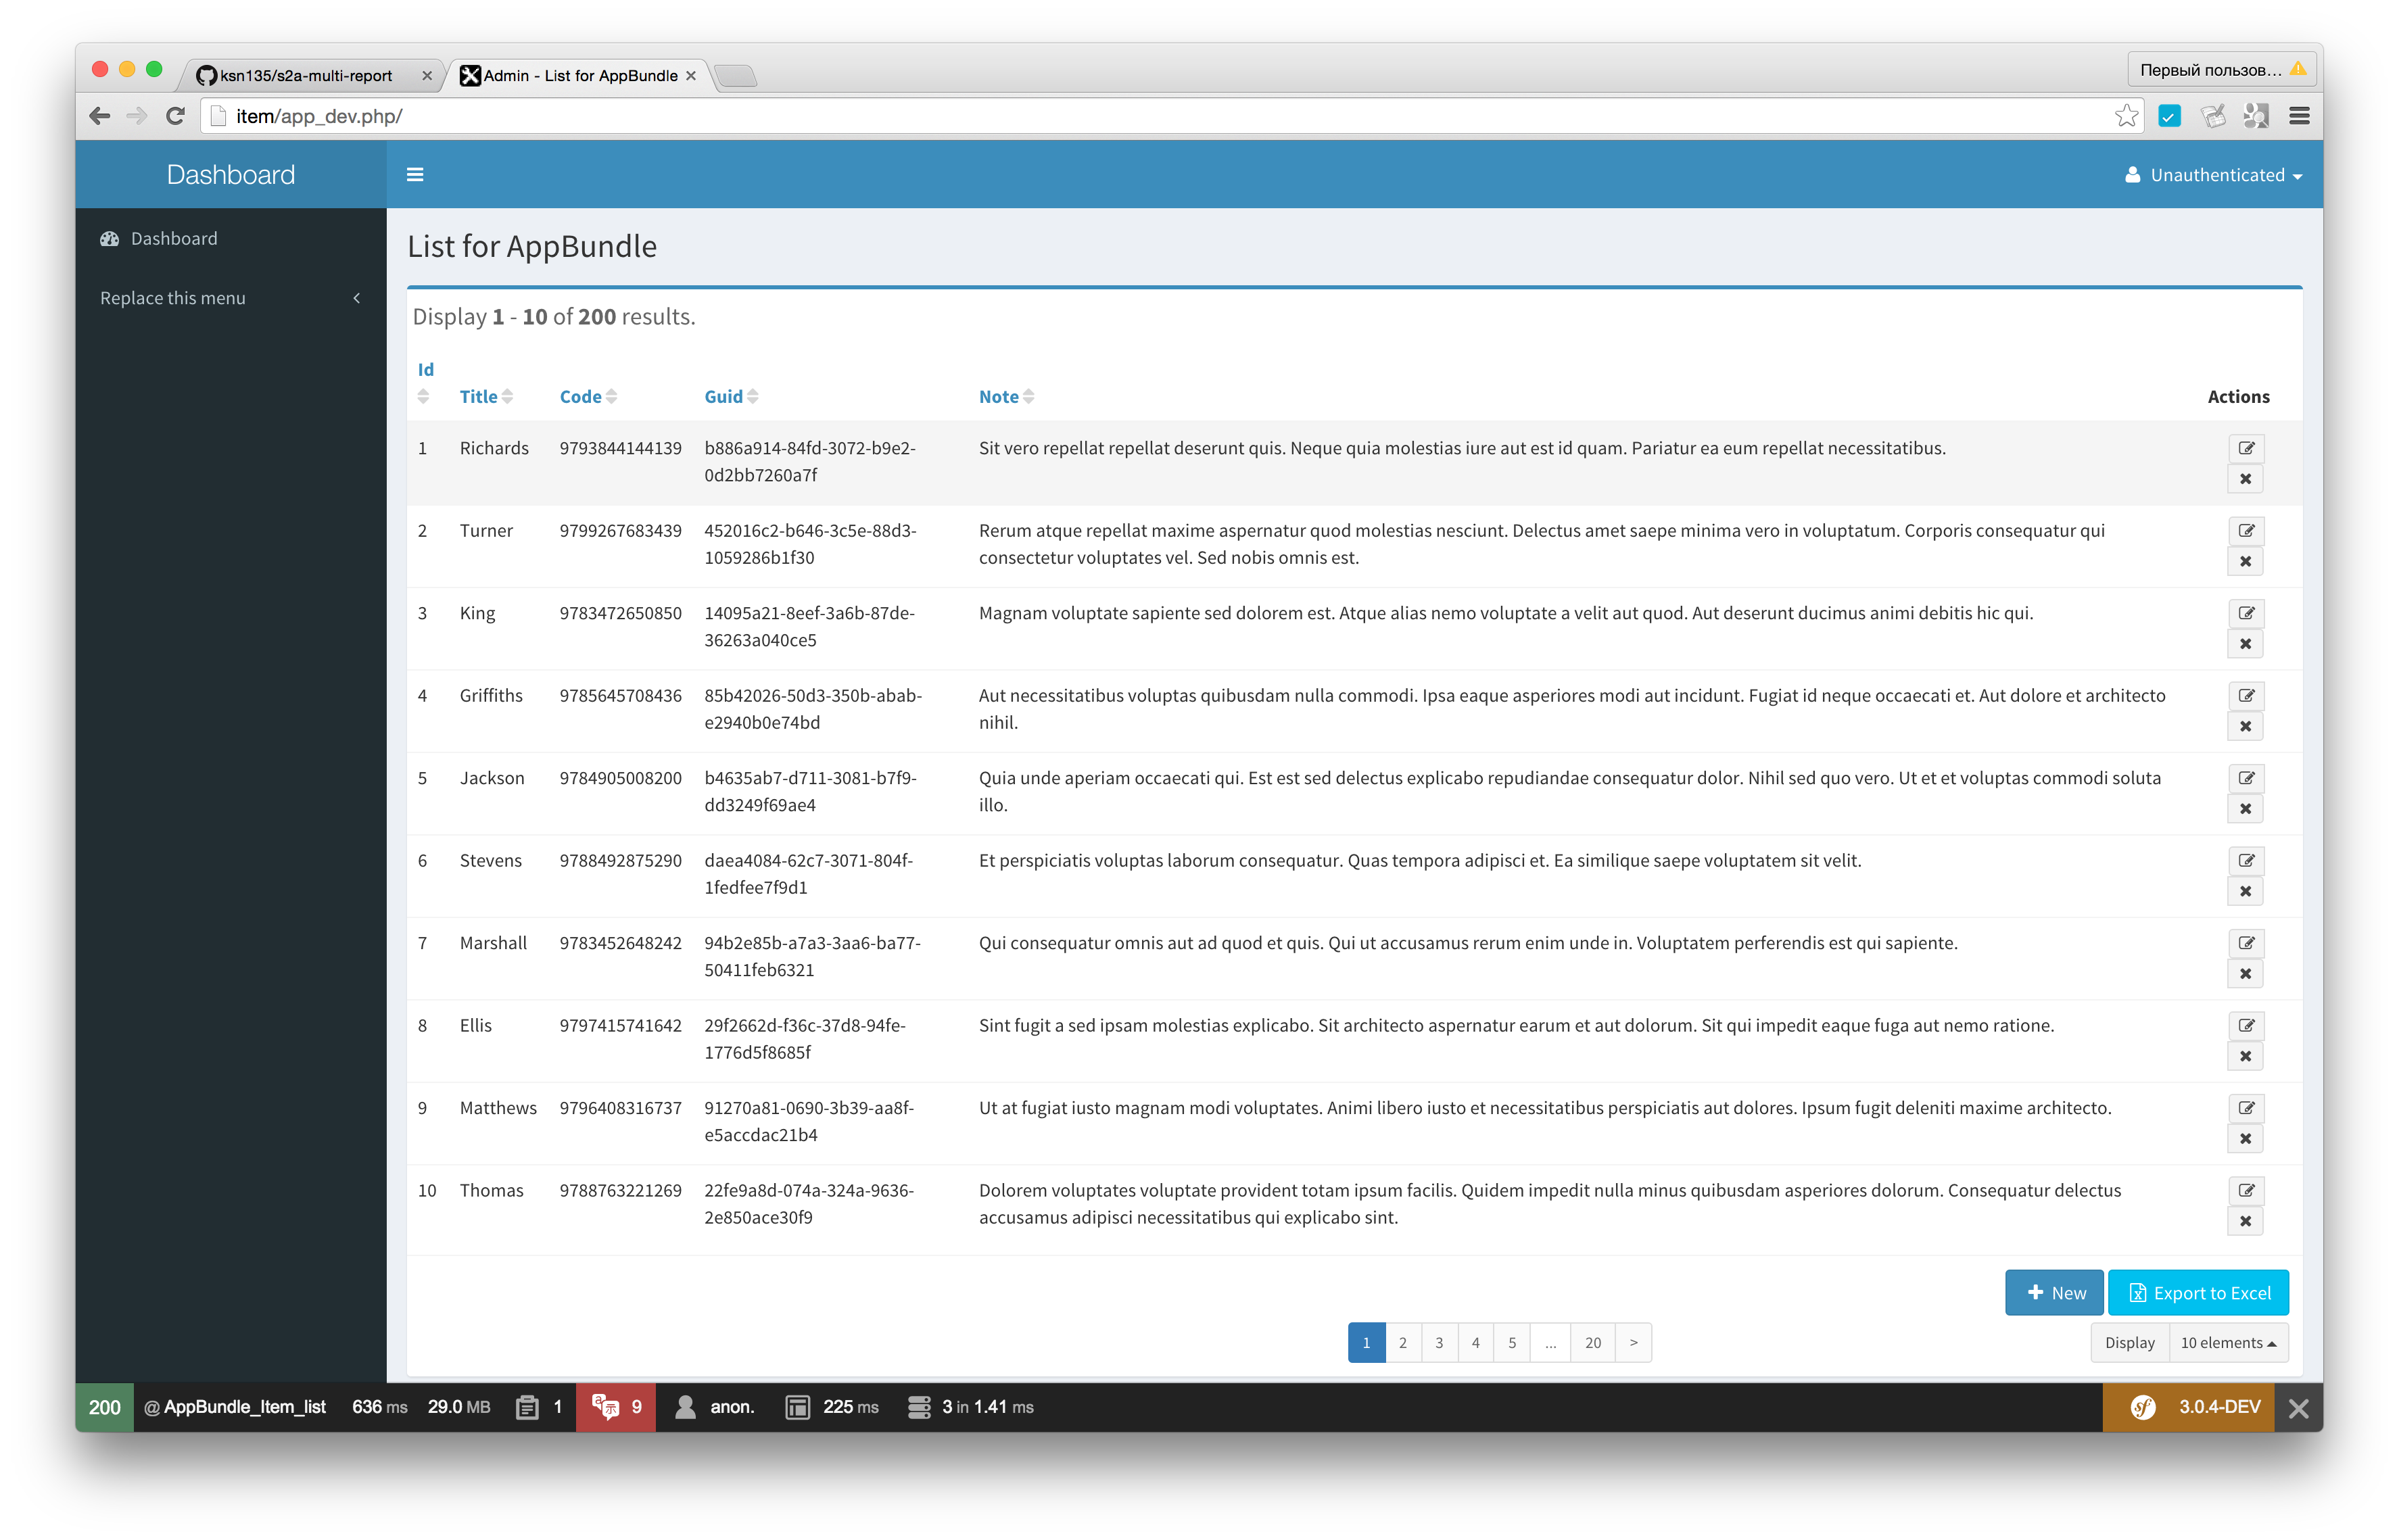 ksn135/s2a-multi-report
Admin - List for AppBundle
Первый пользов...
item/app_dev.php/
Dashboard
Unauthenticated
Dashboard
Replace this menu
List for AppBundle
Display 1 - 10 of 200 results.
Id Title Code Guid Note Actions
1 Richards 9793844144139 b886a914-84fd-3072-b9e2- Sit vero repellat repellat deserunt quis. Neque quia molestias iure aut est id quam. Pariatur ea eum repellat necessitatibus.
0d2bb7260a7f
2 Turner 9799267683439 452016c2-b646-3c5e-88d3- Rerum atque repellat maxime aspernatur quod molestias nesciunt. Delectus amet saepe minima vero in voluptatum. Corporis consequatur qui
1059286b1f30 consectetur voluptates vel. Sed nobis omnis est.
3 King 9783472650850 14095a21-8eef-3a6b-87de- Magnam voluptate sapiente sed dolorem est. Atque alias nemo voluptate a velit aut quod. Aut deserunt ducimus animi debitis hic qui.
36263a040ce5
4 Griffiths 9785645708436 85b42026-50d3-350b-abab- Aut necessitatibus voluptas quibusdam nulla commodi. Ipsa eaque asperiores modi aut incidunt. Fugiat id neque occaecati et. Aut dolore et architecto
e2940b0e74bd nihil.
5 Jackson 9784905008200 b4635ab7-d711-3081-b7f9- Quia unde aperiam occaecati qui. Est est sed delectus explicabo repudiandae consequatur dolor. Nihil sed quo vero. Ut et et voluptas commodi soluta
dd3249f69ae4 illo.
6 Stevens 9788492875290 daea4084-62c7-3071-804f- Et perspiciatis voluptas laborum consequatur. Quas tempora adipisci et. Ea similique saepe voluptatem sit velit.
1fedfee7f9d1
7 Marshall 9783452648242 94b2e85b-a7a3-3aa6-ba77- Qui consequatur omnis aut ad quod et quis. Qui ut accusamus rerum enim unde in. Voluptatem perferendis est qui sapiente.
50411feb6321
8 Ellis 9797415741642 29f2662d-f36c-37d8-94fe- Sint fugit a sed ipsam molestias explicabo. Sit architecto aspernatur earum et aut dolorum. Sit qui impedit eaque fuga aut nemo ratione.
1776d5f8685f
9 Matthews 9796408316737 91270a81-0690-3b39-aa8f- Ut at fugiat iusto magnam modi voluptates. Animi libero iusto et necessitatibus perspiciatis aut dolores. Ipsum fugit deleniti maxime architecto.
e5accdac21b4
10 Thomas 9788763221269 22fe9a8d-074a-324a-9636- Dolorem voluptates voluptate provident totam ipsum facilis. Quidem impedit nulla minus quibusdam asperiores dolorum. Consequatur delectus
2e850ace30f9 accusamus adipisci necessitatibus qui explicabo sint.
New Export to Excel
1 2 3 4 5 ... 20 > Display 10 elements
200 @ AppBundle_Item_list 636 ms 29.0 MB 1 9 anon. 225 ms 3 in 1.41 ms sf 3.0.4-DEV